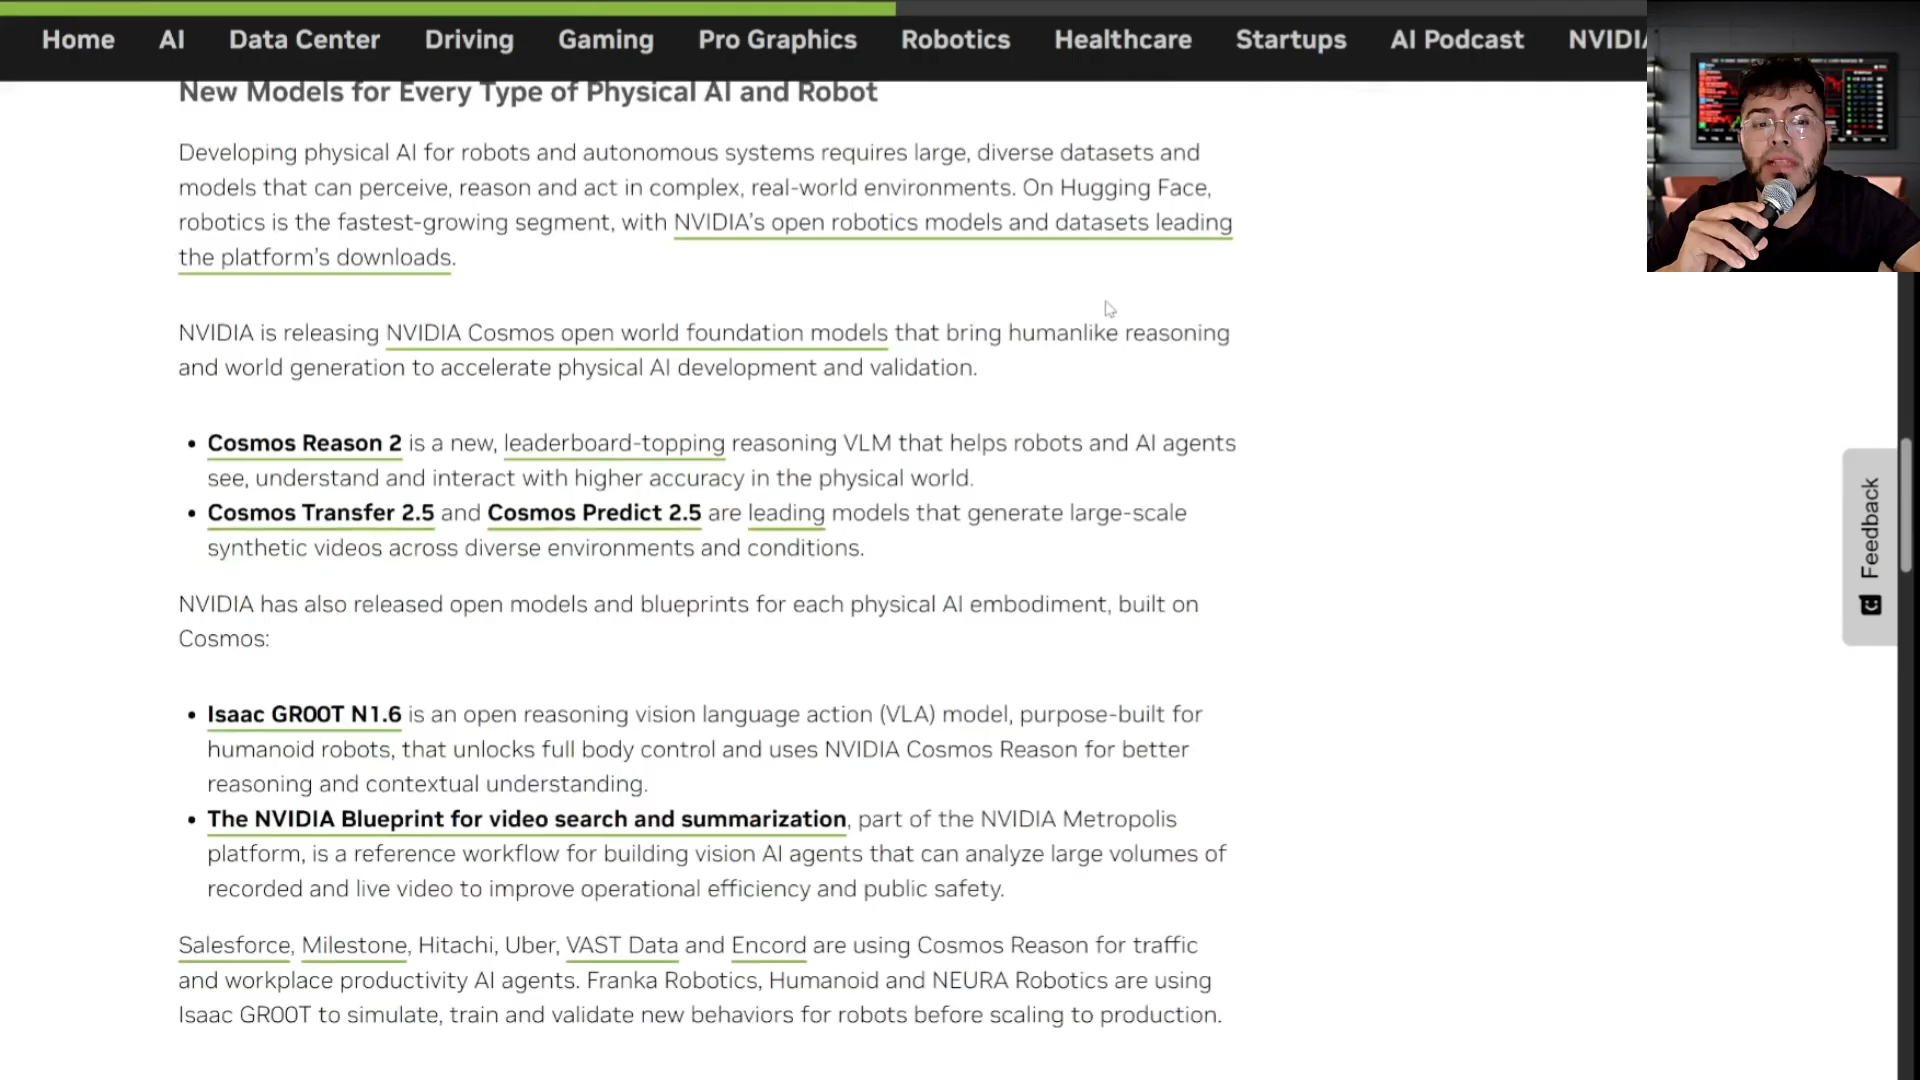 Home AI Data Center Driving Gaming Pro Graphics Robotics Healthcare Startups AI Podcast NVIDIA
New Models for Every Type of Physical AI and Robot
Developing physical AI for robots and autonomous systems requires large, diverse datasets and
models that can perceive, reason and act in complex, real-world environments. On Hugging Face,
robotics is the fastest-growing segment, with NVIDIA’s open robotics models and datasets leading
the platform’s downloads.
NVIDIA is releasing NVIDIA Cosmos open world foundation models that bring humanlike reasoning
and world generation to accelerate physical AI development and validation.
• Cosmos Reason 2 is a new, leaderboard-topping reasoning VLM that helps robots and AI agents
see, understand and interact with higher accuracy in the physical world.
• Cosmos Transfer 2.5 and Cosmos Predict 2.5 are leading models that generate large-scale
synthetic videos across diverse environments and conditions.
NVIDIA has also released open models and blueprints for each physical AI embodiment, built on
Cosmos:
• Isaac GR00T N1.6 is an open reasoning vision language action (VLA) model, purpose-built for
humanoid robots, that unlocks full body control and uses NVIDIA Cosmos Reason for better
reasoning and contextual understanding.
• The NVIDIA Blueprint for video search and summarization, part of the NVIDIA Metropolis
platform, is a reference workflow for building vision AI agents that can analyze large volumes of
recorded and live video to improve operational efficiency and public safety.
Salesforce, Milestone, Hitachi, Uber, VAST Data and Encord are using Cosmos Reason for traffic
and workplace productivity AI agents. Franka Robotics, Humanoid and NEURA Robotics are using
Isaac GR00T to simulate, train and validate new behaviors for robots before scaling to production.
Feedback